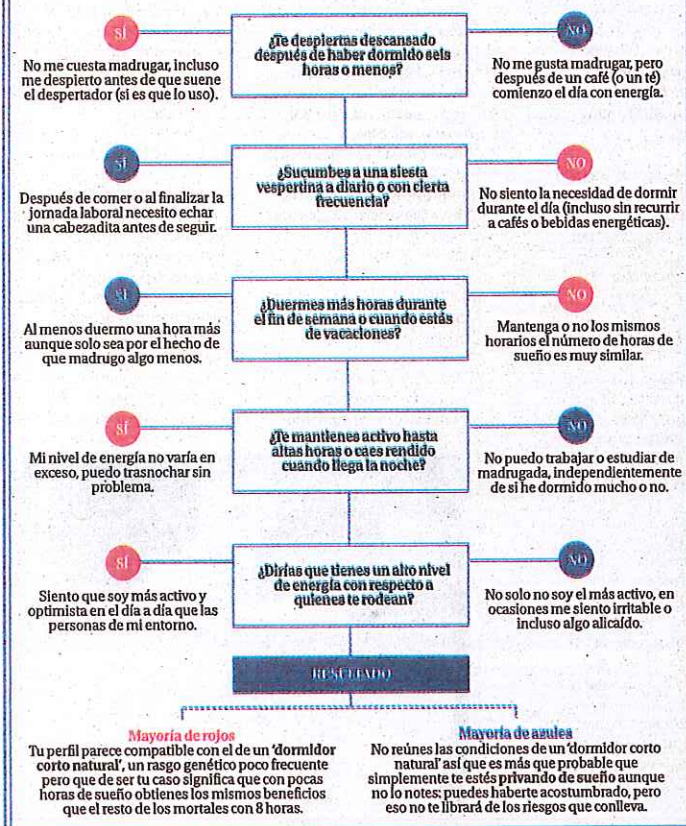 ¿Te despiertas descansado
después de haber dormido seis
horas o menos?
SÍ
No me cuesta madrugar, incluso
me despierto antes de que suene
el despertador (si es que lo uso).
NO
No me gusta madrugar, pero
después de un café (o un té)
comienzo el día con energía.
¿Sucumbes a una siesta
vespertina a diario o con cierta
frecuencia?
SÍ
Después de comer o al finalizar la
jornada laboral necesito echar
una cabezadita antes de seguir.
NO
No siento la necesidad de dormir
durante el día (incluso sin recurrir
a cafés o bebidas energéticas).
¿Duermes más horas durante
el fin de semana o cuando estás
de vacaciones?
SÍ
Al menos duermo una hora más
aunque solo sea por el hecho de
que madrugo algo menos.
NO
Mantenga o no los mismos
horarios el número de horas de
sueño es muy similar.
¿Te mantienes activo hasta
altas horas o caes rendido
cuando llega la noche?
SÍ
Mi nivel de energía no varía en
exceso, puedo trasnochar sin
problema.
NO
No puedo trabajar o estudiar de
madrugada, independientemente
de si he dormido mucho o no.
¿Dirías que tienes un alto nivel
de energía con respecto a
quienes te rodean?
SÍ
Siento que soy más activo y
optimista en el día a día que las
personas de mi entorno.
NO
No solo no soy el más activo, en
ocasiones me siento irritable o
incluso algo alicaído.
RESULTADO
Mayoría de rojos
Tu perfil parece compatible con el de un 'dormidor
corto natural', un rasgo genético poco frecuente
pero que de ser tu caso significa que con pocas
horas de sueño obtienes los mismos beneficios
que el resto de los mortales con 8 horas.
Mayoría de azules
No reúnes las condiciones de un 'dormidor corto
natural' así que es más que probable que
simplemente te estés privando de sueño aunque
no lo notes; puedes haberte acostumbrado, pero
eso no te librará de los riesgos que conlleva.